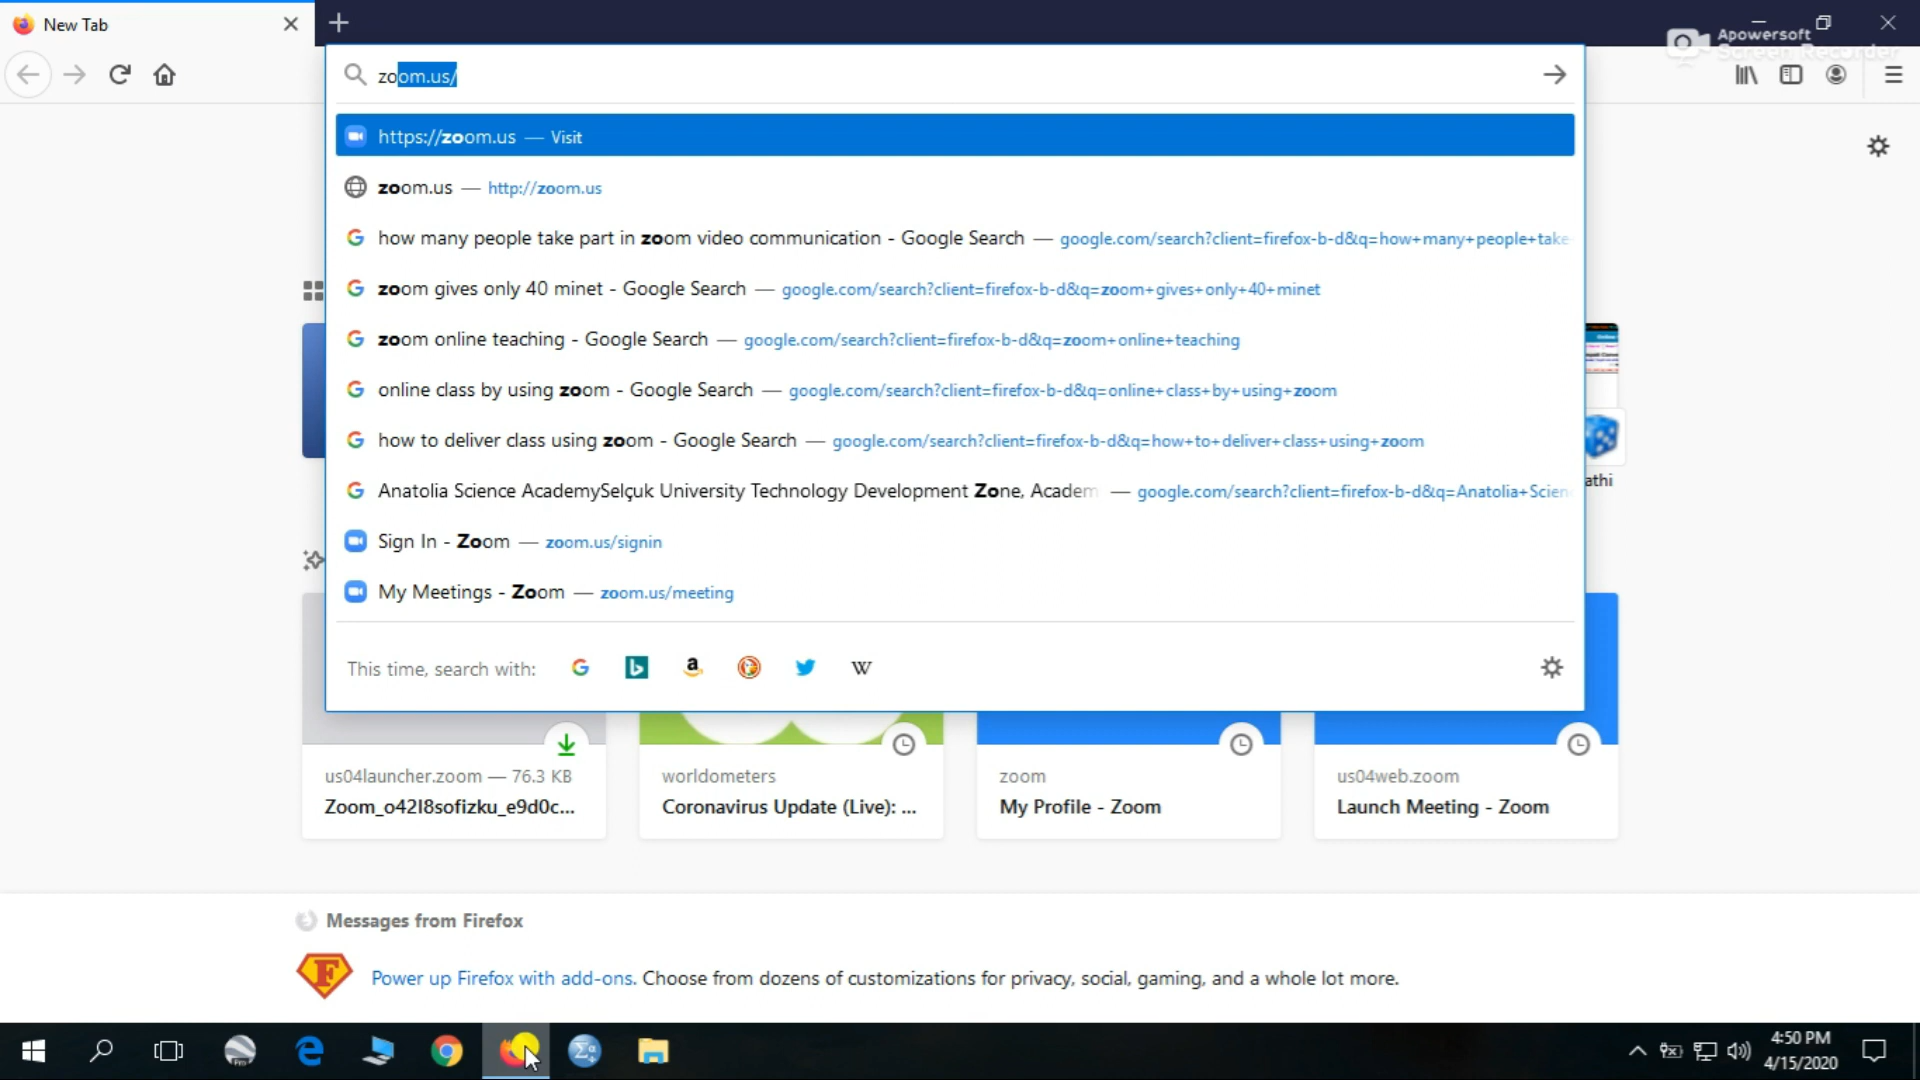 New Tab
Apowersoft
Screen Recorder
zoom.us/
https://zoom.us — Visit
zoom.us — http://zoom.us
how many people take part in zoom video communication - Google Search — google.com/search?client=firefox-b-d&q=how+many+people+take
zoom gives only 40 minet - Google Search — google.com/search?client=firefox-b-d&q=zoom+gives+only+40+minet
zoom online teaching - Google Search — google.com/search?client=firefox-b-d&q=zoom+online+teaching
online class by using zoom - Google Search — google.com/search?client=firefox-b-d&q=online+class+by+using+zoom
how to deliver class using zoom - Google Search — google.com/search?client=firefox-b-d&q=how+to+deliver+class+using+zoom
Anatolia Science AcademySelçuk University Technology Development Zone, Academ — google.com/search?client=firefox-b-d&q=Anatolia+Scien
athi
Sign In - Zoom — zoom.us/signin
My Meetings - Zoom — zoom.us/meeting
This time, search with:
us04launcher.zoom — 76.3 KB
Zoom_o42l8sofizku_e9d0c...
worldometers
Coronavirus Update (Live): ...
zoom
My Profile - Zoom
us04web.zoom
Launch Meeting - Zoom
Messages from Firefox
Power up Firefox with add-ons. Choose from dozens of customizations for privacy, social, gaming, and a whole lot more.
4:50 PM
4/15/2020